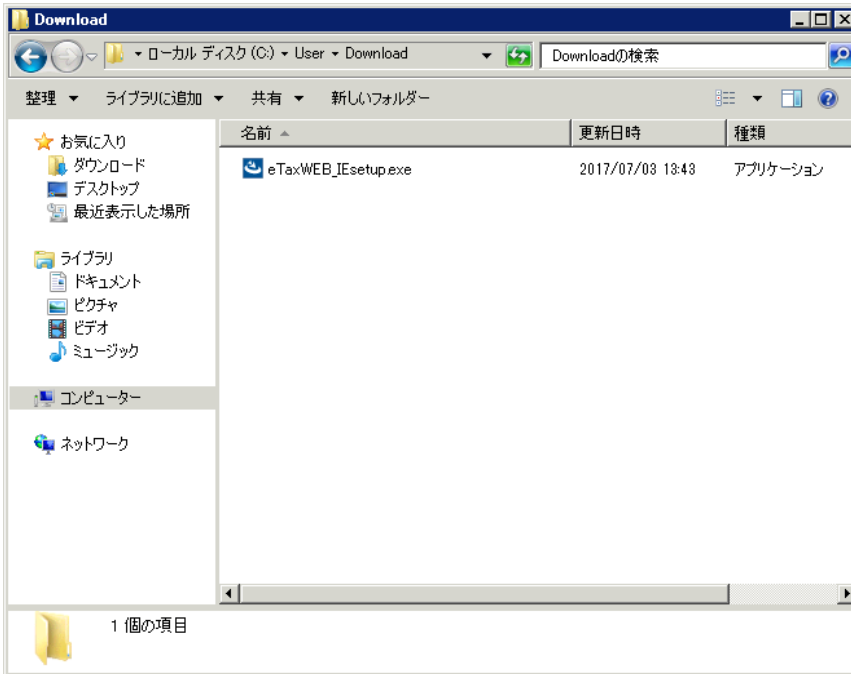 Download
ローカル ディスク (C:) User Download Downloadの検索
整理 ライブラリに追加 共有 新しいフォルダー
名前 更新日時 種類
eTaxWEB_IEsetup.exe 2017/07/03 13:43 アプリケーション
お気に入り
ダウンロード
デスクトップ
最近表示した場所
ライブラリ
ドキュメント
ピクチャ
ビデオ
ミュージック
コンピューター
ネットワーク
1 個の項目